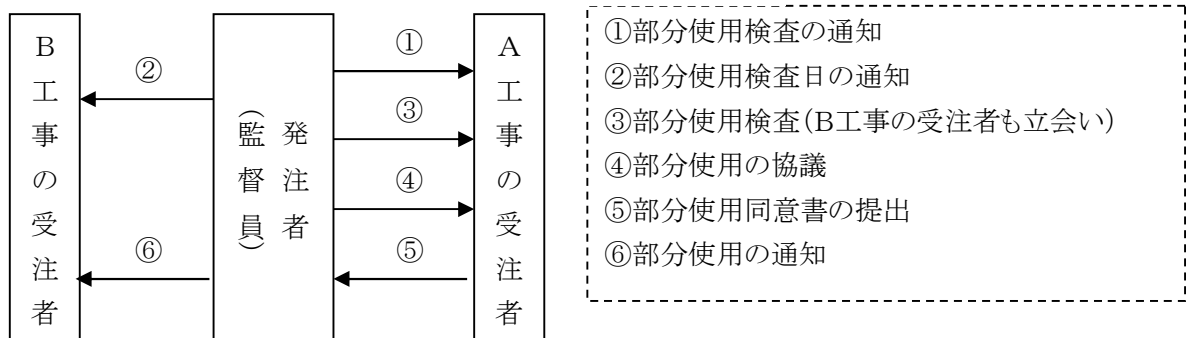 B工事の受注者
②
⑥
発注者
(監督員)
①
③
④
⑤
A工事の受注者
①部分使用検査の通知
②部分使用検査日の通知
③部分使用検査(B工事の受注者も立会い)
④部分使用の協議
⑤部分使用同意書の提出
⑥部分使用の通知